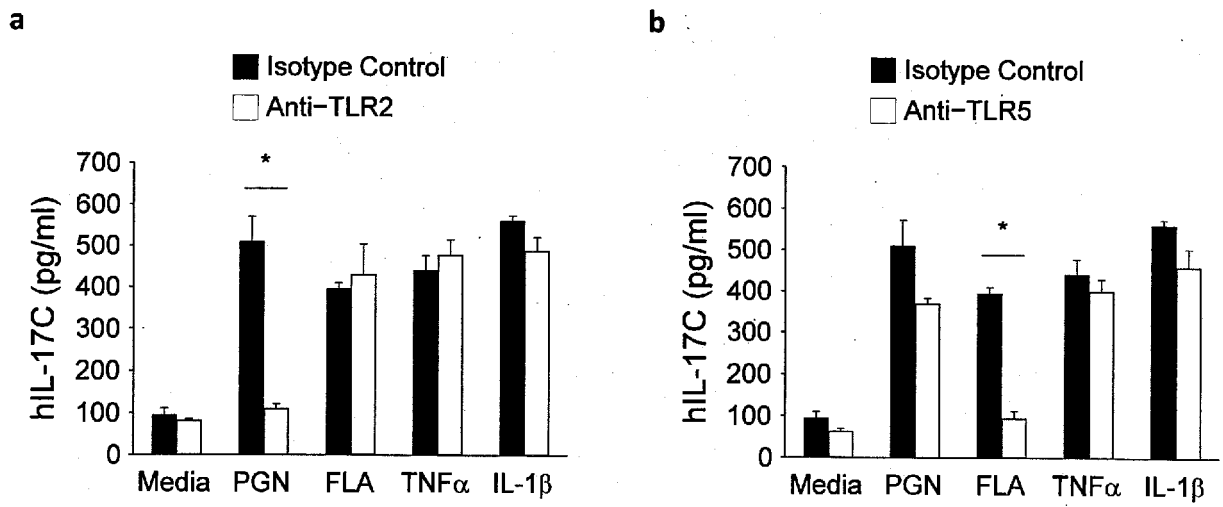 a
Isotype Control
Anti−TLR2
hIL-17C (pg/ml)
700
600
500
400
300
200
100
0
*
Media PGN FLA TNFα IL-1β
b
Isotype Control
Anti−TLR5
hIL-17C (pg/ml)
700
600
500
400
300
200
100
0
*
Media PGN FLA TNFα IL-1β